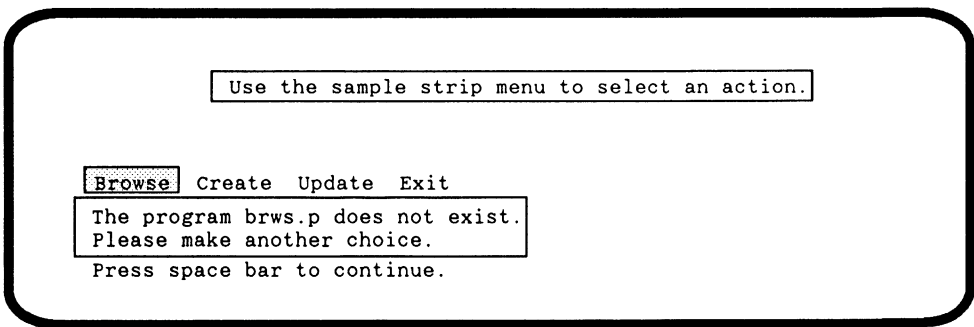 Use the sample strip menu to select an action.
Browse Create Update Exit
The program brws.p does not exist.
Please make another choice.
Press space bar to continue.